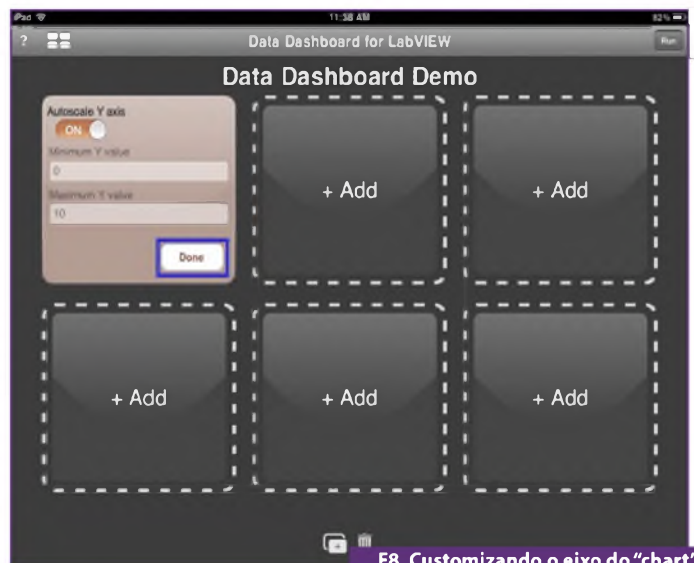 iPad 11:38 AM 82%
? Data Dashboard for LabVIEW Run
Data Dashboard Demo
Autoscale Y axis
ON
Minimum Y value
0
Maximum Y value
10
Done
+ Add
+ Add
+ Add
+ Add
+ Add
F8. Customizando o eixo do “chart”